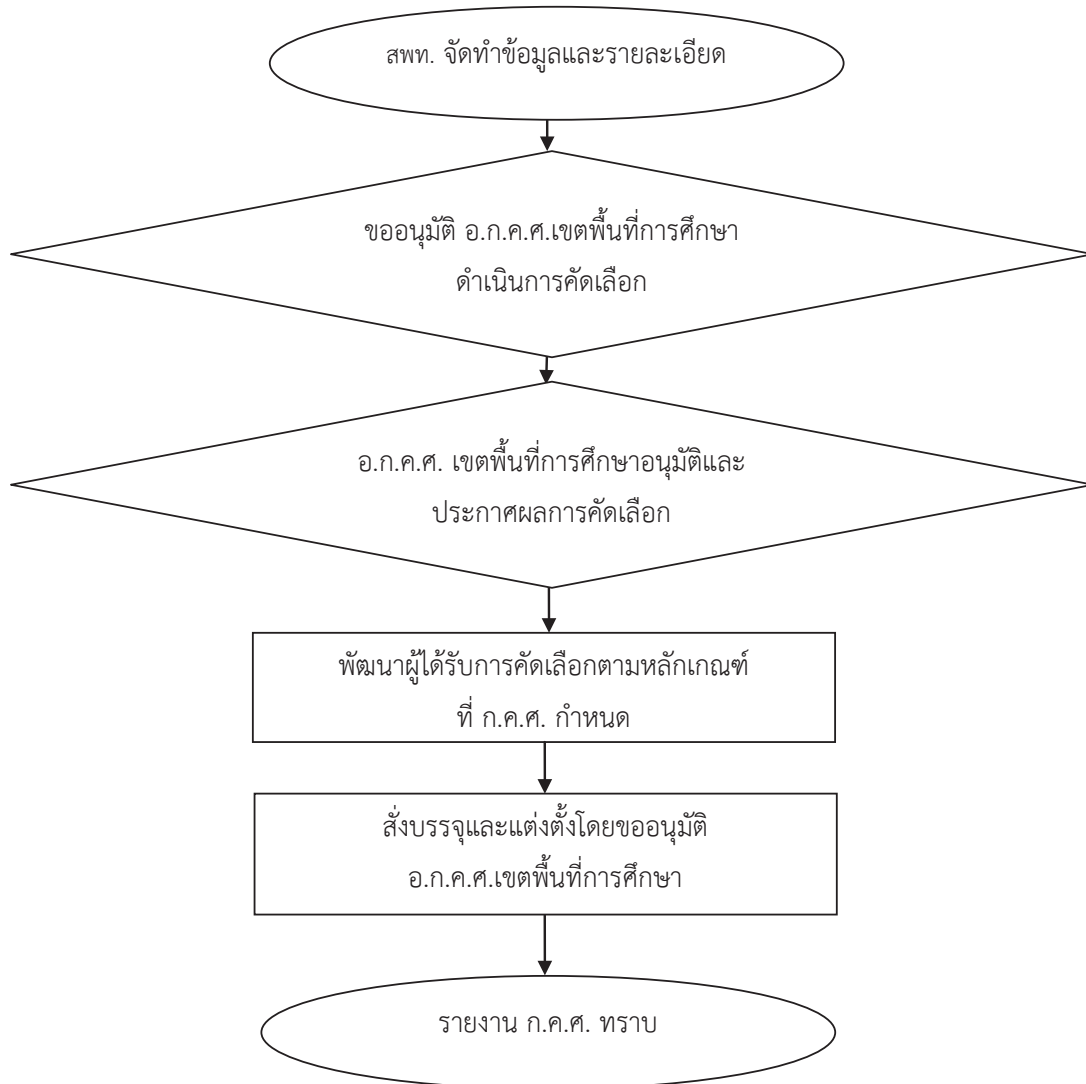 สพท. จัดทำข้อมูลและรายละเอียด
ขออนุมัติ อ.ก.ค.ศ.เขตพื้นที่การศึกษา
ดำเนินการคัดเลือก
อ.ก.ค.ศ. เขตพื้นที่การศึกษาอนุมัติและ
ประกาศผลการคัดเลือก
พัฒนาผู้ได้รับการคัดเลือกตามหลักเกณฑ์
ที่ ก.ค.ศ. กำหนด
สั่งบรรจุและแต่งตั้งโดยขออนุมัติ
อ.ก.ค.ศ.เขตพื้นที่การศึกษา
รายงาน ก.ค.ศ. ทราบ